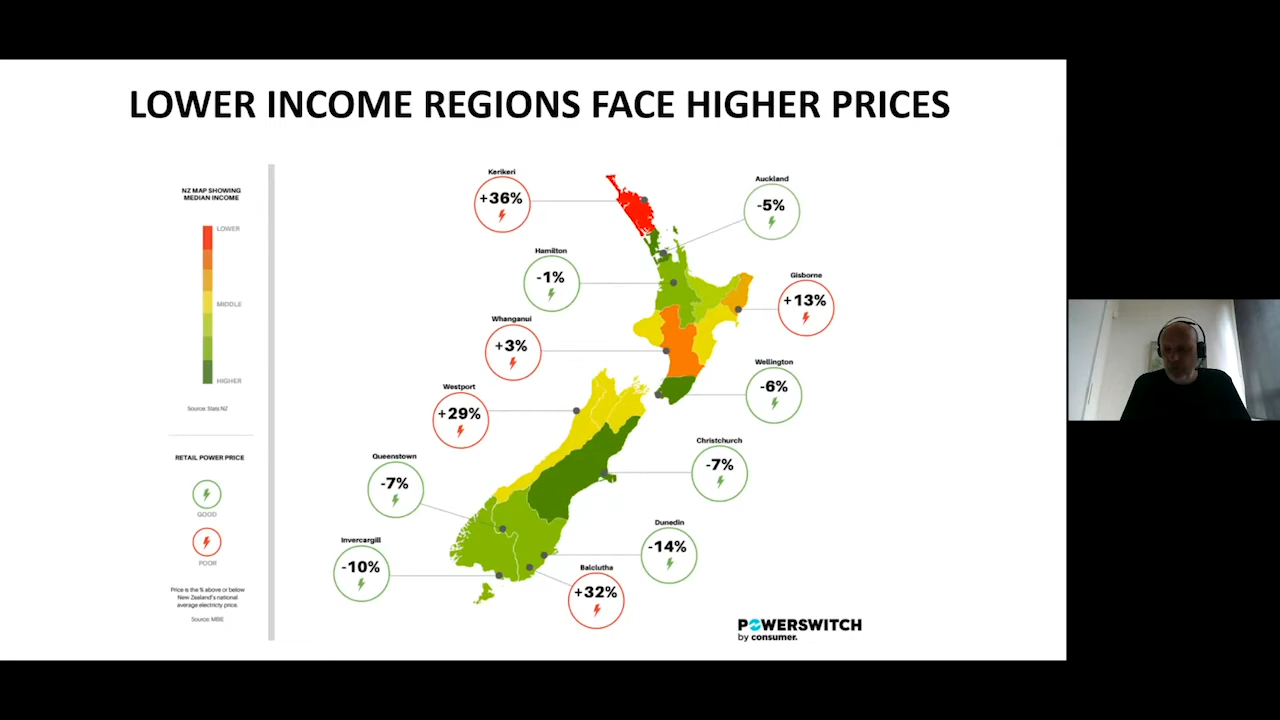 LOWER INCOME REGIONS FACE HIGHER PRICES
NZ MAP SHOWING
MEDIAN INCOME
LOWER
MIDDLE
HIGHER
Source: Stats NZ
RETAIL POWER PRICE
GOOD
POOR
Price is the % above or below
New Zealand's national
average electricty price.
Source: MBIE
Kerikeri
+36%
Auckland
-5%
Hamilton
-1%
Gisborne
+13%
Whanganui
+3%
Wellington
-6%
Westport
+29%
Christchurch
-7%
Queenstown
-7%
Dunedin
-14%
Invercargill
-10%
Balclutha
+32%
POWERSWITCH
by consumer.